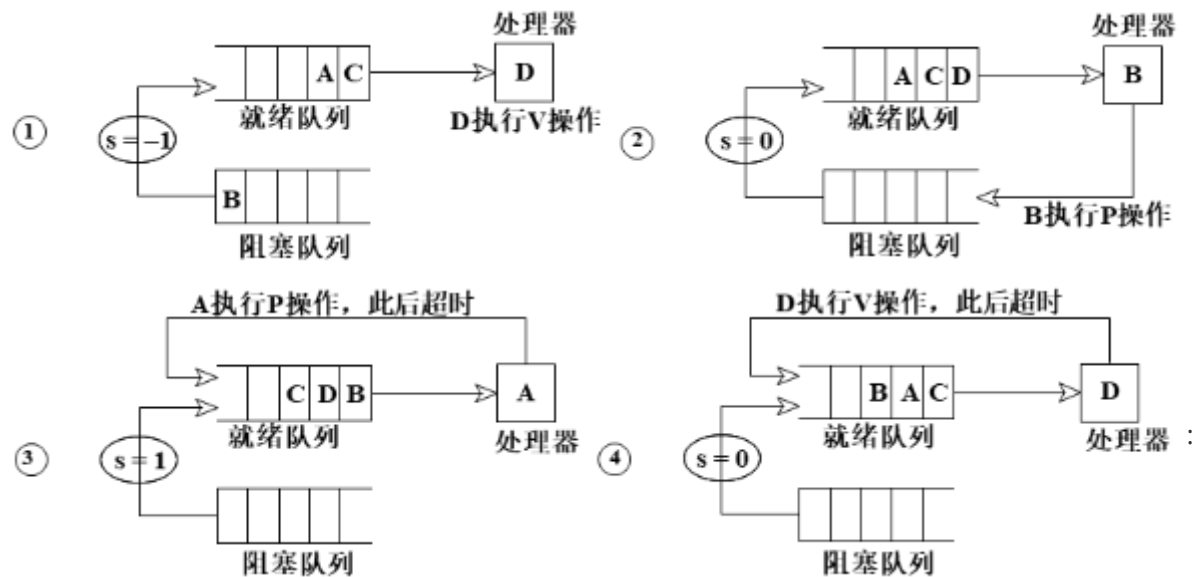 处理器
A C
D
就绪队列
D执行V操作
①
s = –1
B
阻塞队列
处理器
A C D
B
就绪队列
②
s = 0
B执行P操作
阻塞队列
A执行P操作，此后超时
C D B
A
就绪队列
处理器
③
s = 1
阻塞队列
D执行V操作，此后超时
B A C
D
就绪队列
处理器 :
④
s = 0
阻塞队列